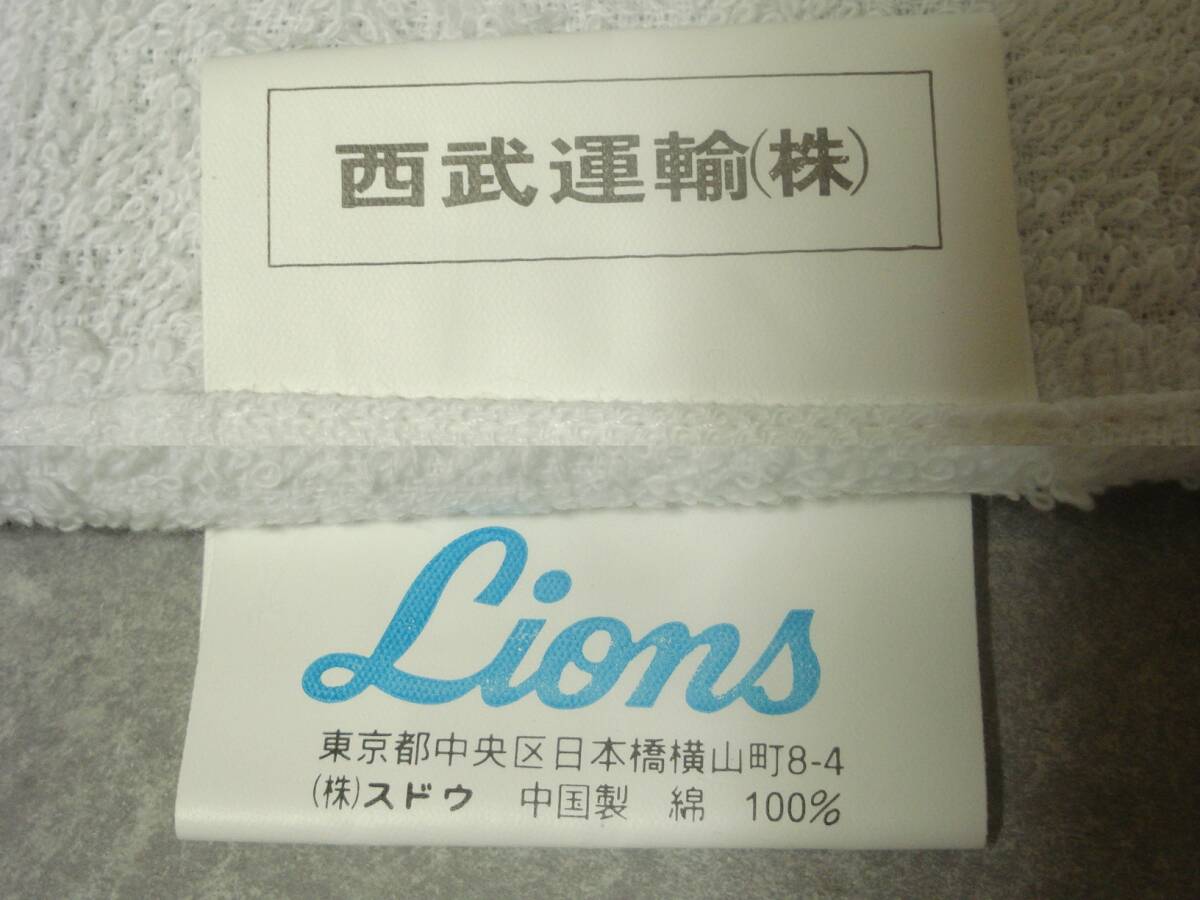 西武運輸(株)
Lions
東京都中央区日本橋横山町8-4
(株)スドウ 中国製 綿 100%